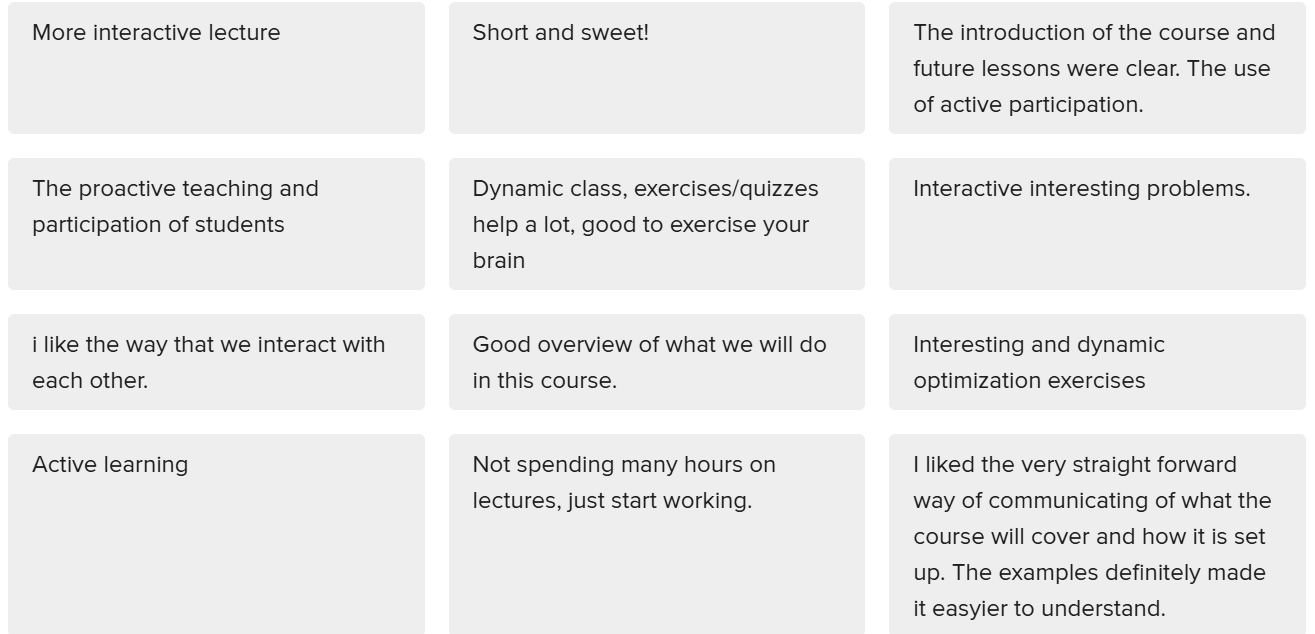 More interactive lecture
Short and sweet!
The introduction of the course and
future lessons were clear. The use
of active participation.
The proactive teaching and
participation of students
Dynamic class, exercises/quizzes
help a lot, good to exercise your
brain
Interactive interesting problems.
i like the way that we interact with
each other.
Good overview of what we will do
in this course.
Interesting and dynamic
optimization exercises
Active learning
Not spending many hours on
lectures, just start working.
I liked the very straight forward
way of communicating of what the
course will cover and how it is set
up. The examples definitely made
it easyier to understand.